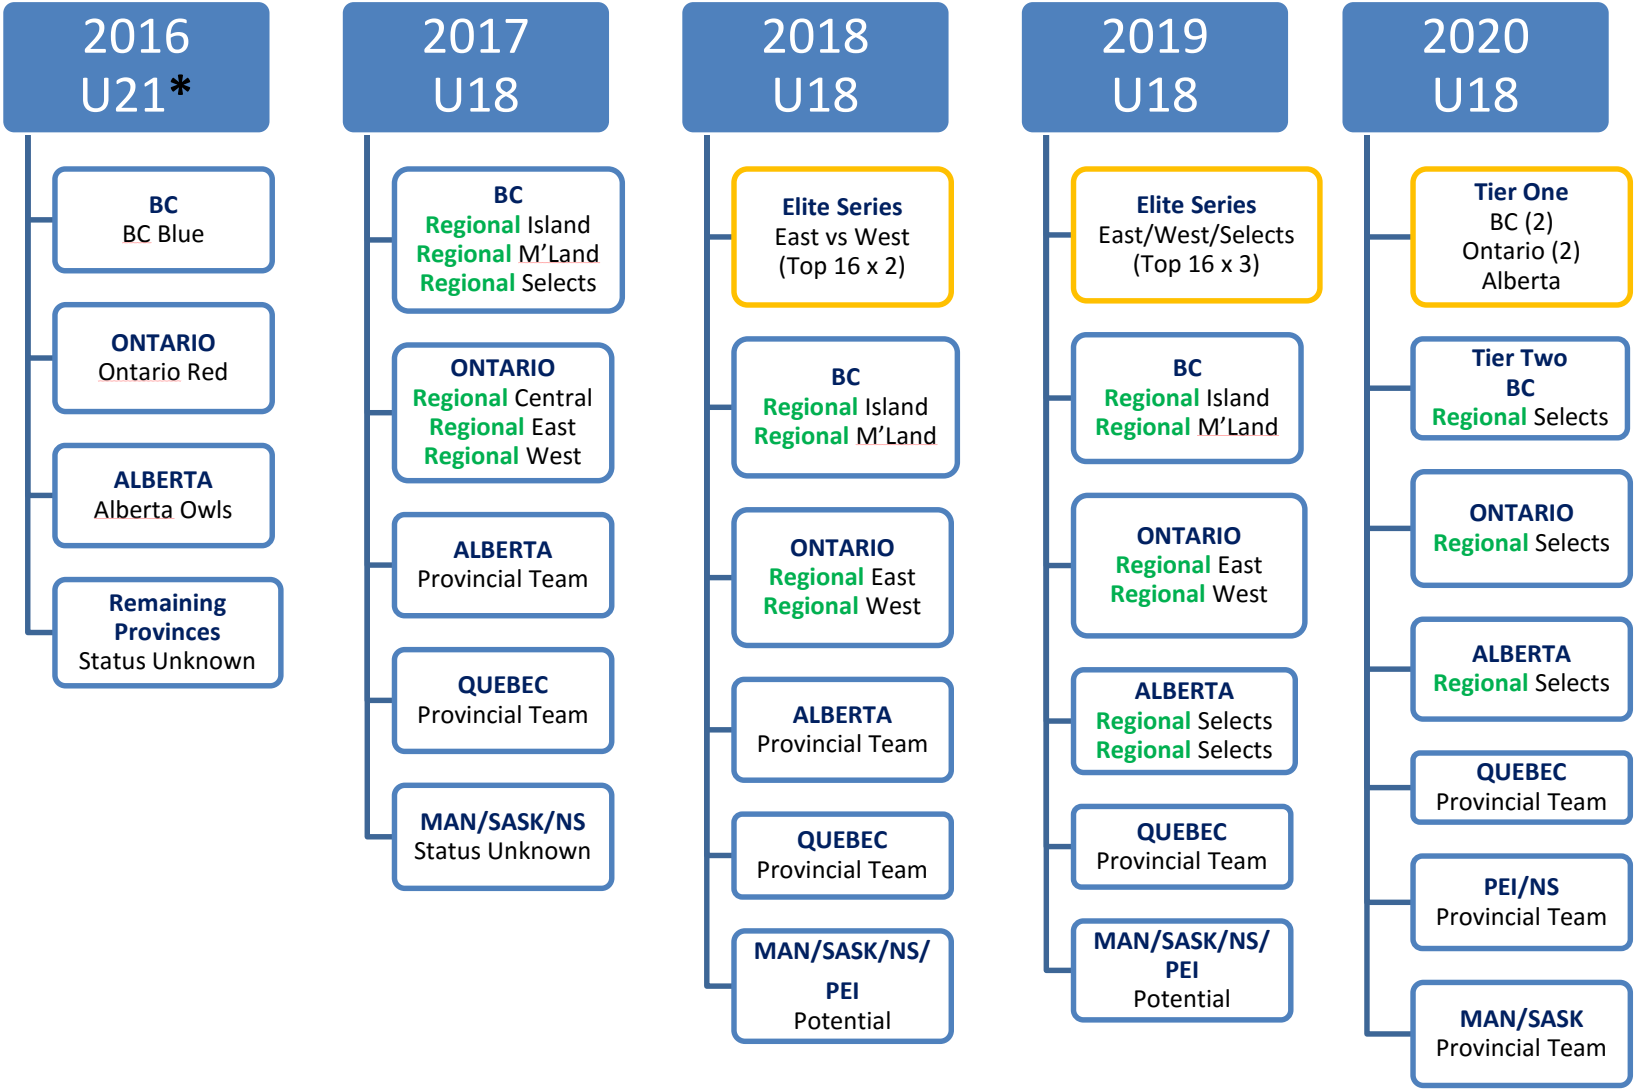 2016
U21*
BC
BC Blue
ONTARIO
Ontario Red
ALBERTA
Alberta Owls
Remaining
Provinces
Status Unknown
2017
U18
BC
Regional Island
Regional M'Land
Regional Selects
ONTARIO
Regional Central
Regional East
Regional West
ALBERTA
Provincial Team
QUEBEC
Provincial Team
MAN/SASK/NS
Status Unknown
2018
U18
Elite Series
East vs West
(Top 16 x 2)
BC
Regional Island
Regional M'Land
ONTARIO
Regional East
Regional West
ALBERTA
Provincial Team
QUEBEC
Provincial Team
MAN/SASK/NS/
PEI
Potential
2019
U18
Elite Series
East/West/Selects
(Top 16 x 3)
BC
Regional Island
Regional M'Land
ONTARIO
Regional East
Regional West
ALBERTA
Regional Selects
Regional Selects
QUEBEC
Provincial Team
MAN/SASK/NS/
PEI
Potential
2020
U18
Tier One
BC (2)
Ontario (2)
Alberta
Tier Two
BC
Regional Selects
ONTARIO
Regional Selects
ALBERTA
Regional Selects
QUEBEC
Provincial Team
PEI/NS
Provincial Team
MAN/SASK
Provincial Team